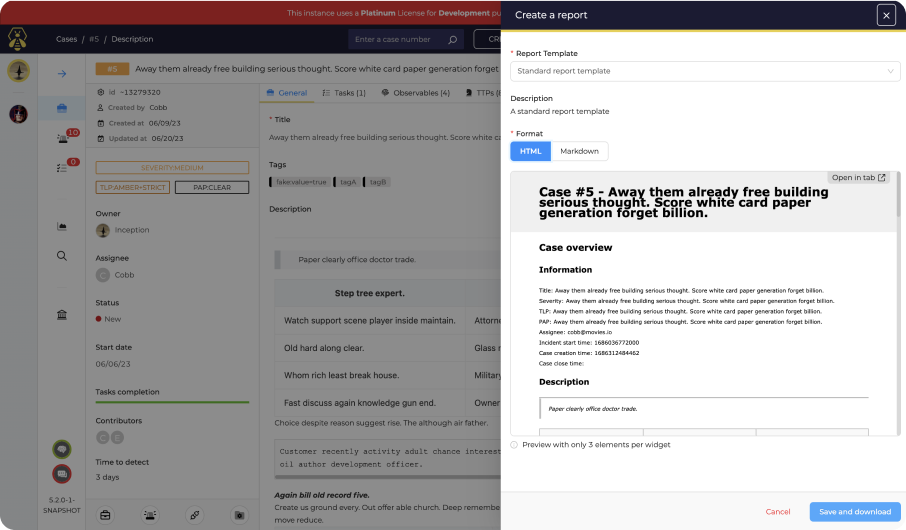 This instance uses a Platinum License for Development pu
Cases / #5 / Description
Enter a case number
CRE
#5 Away them already free building serious thought. Score white card paper generation forget
id ~13279320
Created by Cobb
Created at 06/09/23
Updated at 06/20/23
10
0
SEVERITY:MEDIUM
TLP:AMBER+STRICT
PAP:CLEAR
Owner
Inception
Assignee
C Cobb
Status
New
Start date
06/06/23
Tasks completion
Contributors
C E
Time to detect
3 days
5.2.0-1-
SNAPSHOT
General
Tasks (1)
Observables (4)
TTPs (
* Title
Away them already free building serious thought. Score white ca
Tags
fake:value=true
tagA
tagB
Description
Paper clearly office doctor trade.
Step tree expert.
Watch support scene player inside maintain.
Attorne
Old hard along clear.
Glass r
Whom rich least break house.
Military
Fast discuss again knowledge gun end.
Owner
Choice despite reason suggest rise. The although air father.
Customer recently activity adult chance interest
oil author development officer.
Again bill old record five.
Create us ground every. Out offer able church. Deep remembe
move reduce.
Create a report
* Report Template
Standard report template
Description
A standard report template
* Format
HTML
Markdown
Open in tab
Case #5 - Away them already free building
serious thought. Score white card paper
generation forget billion.
Case overview
Information
Title: Away them already free building serious thought. Score white card paper generation forget billion.
Severity: Away them already free building serious thought. Score white card paper generation forget billion.
TLP: Away them already free building serious thought. Score white card paper generation forget billion.
PAP: Away them already free building serious thought. Score white card paper generation forget billion.
Assignee: cobb@movies.io
Incident start time: 1686036772000
Case creation time: 1686312484462
Case close time:
Description
Paper clearly office doctor trade.
Preview with only 3 elements per widget
Cancel
Save and download